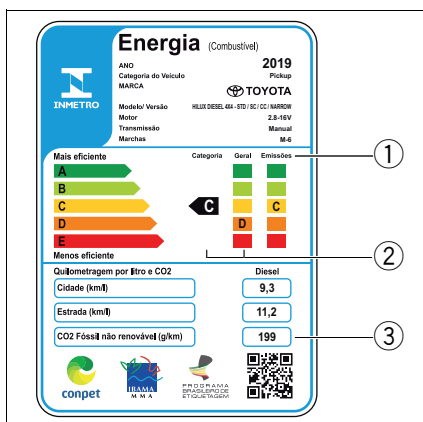 Energia (Combustível)
ANO 2019
Categoria do Veículo Pickup
MARCA TOYOTA
INMETRO
Modelo/ Versão HILUX DIESEL 4X4 - STD / SC / CC / NARROW
Motor 2.8-16V
Transmissão Manual
Marchas M-6
Mais eficiente Categoria Geral Emissões 1
A
B
C C C
D D
E
Menos eficiente 2
Quilometragem por litro e CO2 Diesel
Cidade (km/l) 9,3
Estrada (km/l) 11,2
CO2 Fóssil não renovável (g/km) 199 3
conpet
IBAMA
M M A
PROGRAMA
BRASILEIRO DE
ETIQUETAGEM